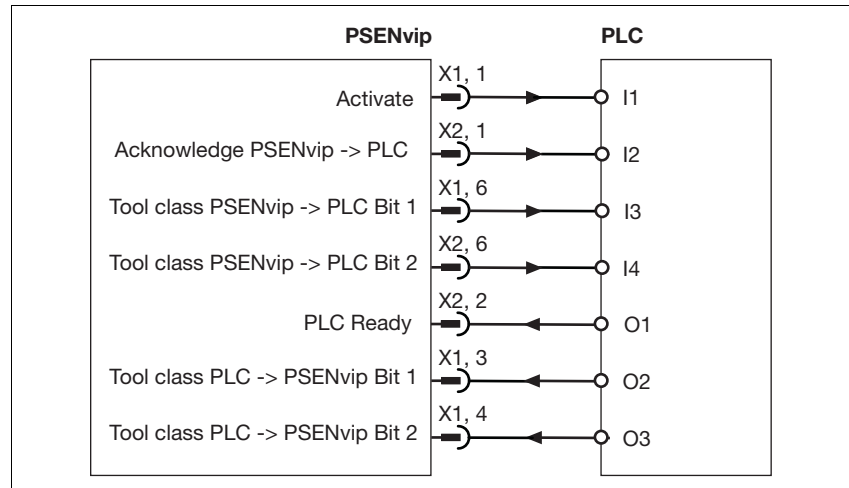 PSENvip PLC
X1, 1
Activate I1
X2, 1
Acknowledge PSENvip -> PLC I2
X1, 6
Tool class PSENvip -> PLC Bit 1 I3
X2, 6
Tool class PSENvip -> PLC Bit 2 I4
X2, 2
PLC Ready O1
X1, 3
Tool class PLC -> PSENvip Bit 1 O2
X1, 4
Tool class PLC -> PSENvip Bit 2 O3